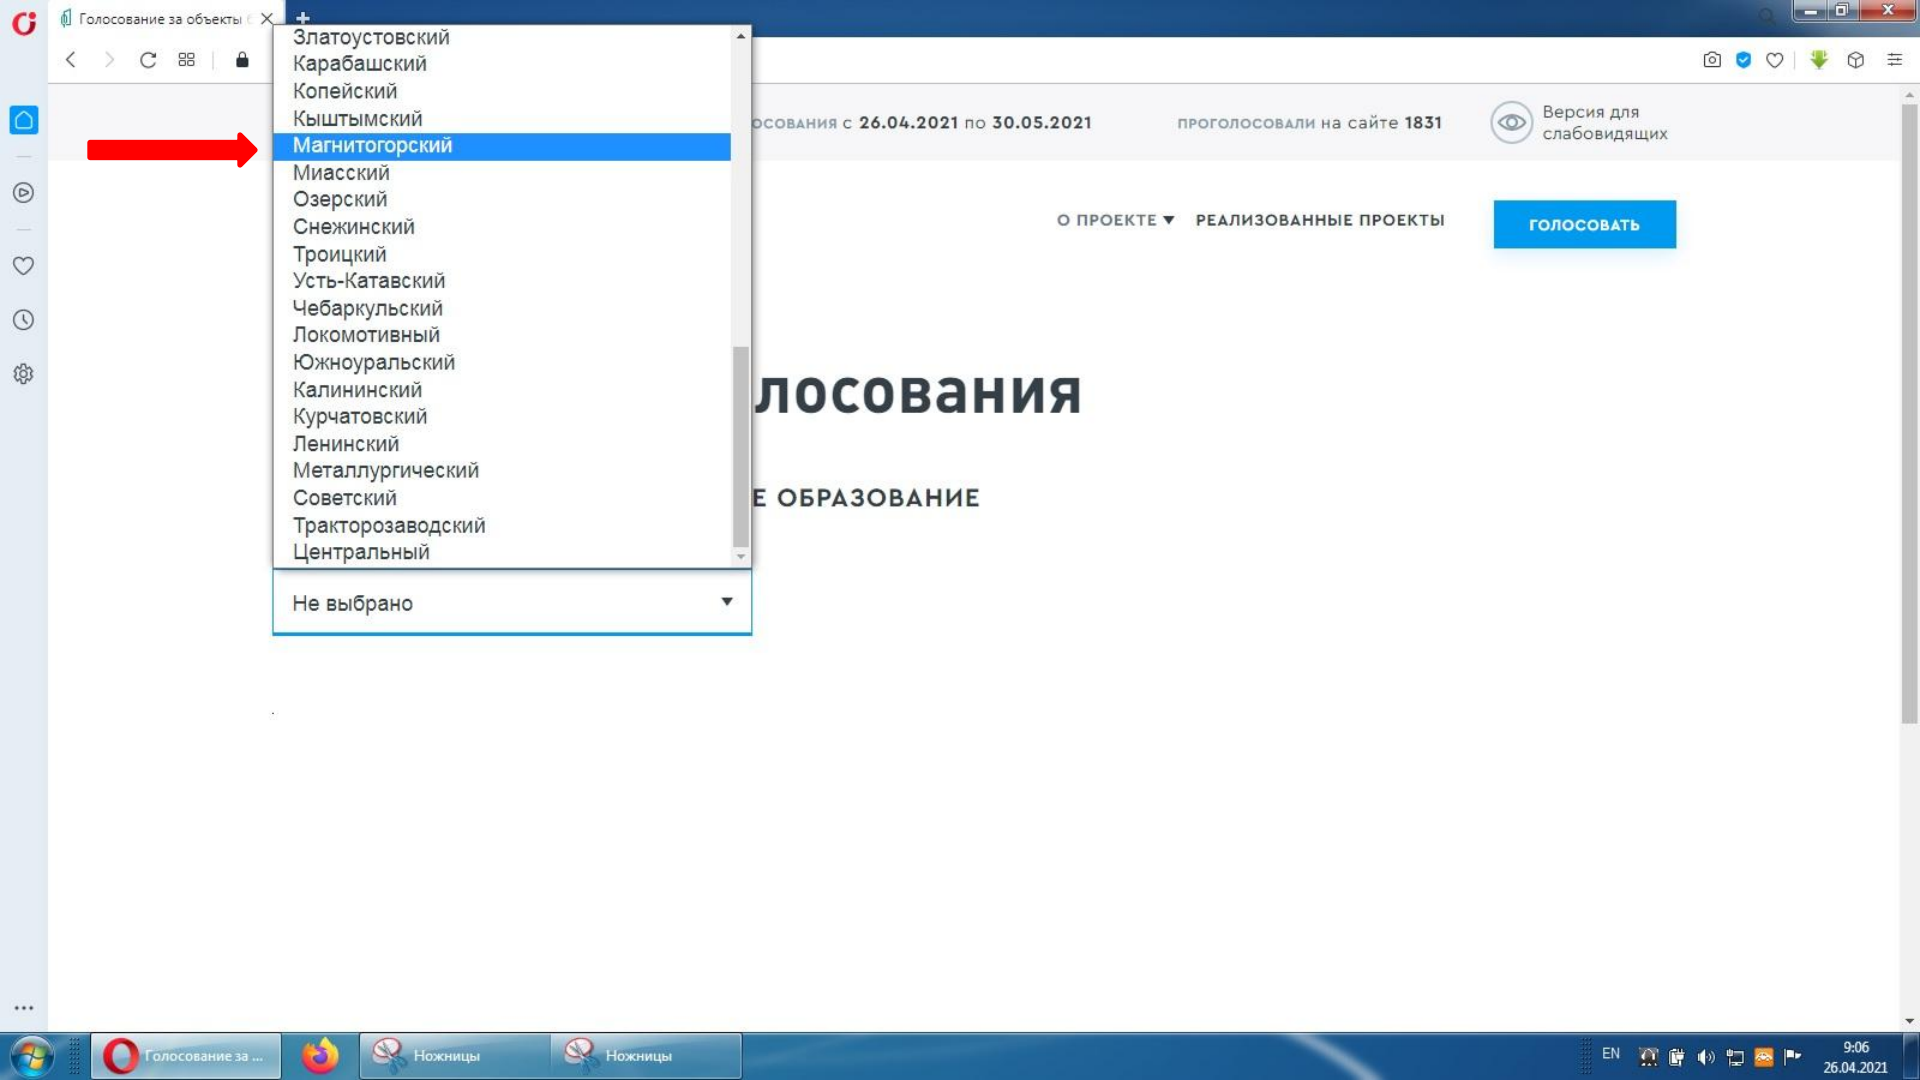 Голосование за объекты
Златоустовский
Карабашский
Копейский
Кыштымский
Магнитогорский
Миасский
Озерский
Снежинский
Троицкий
Усть-Катавский
Чебаркульский
Локомотивный
Южноуральский
Калининский
Курчатовский
Ленинский
Металлургический
Советский
Тракторозаводский
Центральный
Не выбрано
осования с 26.04.2021 по 30.05.2021
проголосовали на сайте 1831
Версия для
слабовидящих
О ПРОЕКТЕ
РЕАЛИЗОВАННЫЕ ПРОЕКТЫ
ГОЛОСОВАТЬ
лосования
Е ОБРАЗОВАНИЕ
Голосование за ...
Ножницы
Ножницы
EN
9:06
26.04.2021